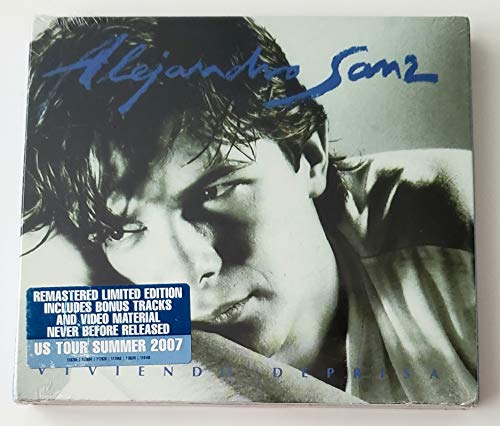 Alejandro Sanz
REMASTERED LIMITED EDITION
INCLUDES BONUS TRACKS
AND VIDEO MATERIAL
NEVER BEFORE RELEASED
US TOUR SUMMER 2007
VIVIENDO DEPRISA